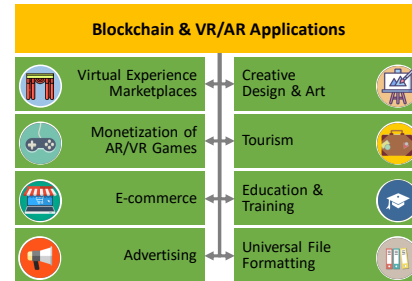 Blockchain & VR/AR Applications
Virtual Experience
Marketplaces
Creative
Design & Art
Monetization of
AR/VR Games
Tourism
E-commerce
Education &
Training
Advertising
Universal File
Formatting